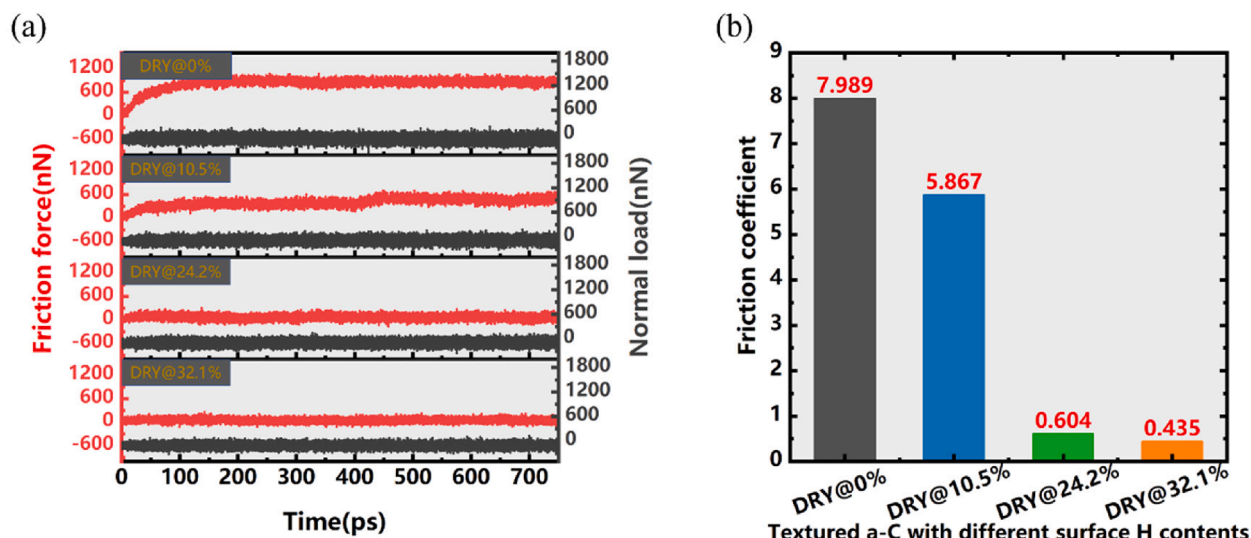 (a)
Friction force(nN)
1200
600
0
-600
1200
600
0
-600
1200
600
0
-600
1200
600
0
-600
DRY@0%
DRY@10.5%
DRY@24.2%
DRY@32.1%
1800
1200
600
0
1800
1200
600
0
1800
1200
600
0
1800
1200
600
0
Normal load(nN)
0 100 200 300 400 500 600 700
Time(ps)
(b)
Friction coefficient
9
8
7
6
5
4
3
2
1
0
7.989
5.867
0.604
0.435
DRY@0%
DRY@10.5%
DRY@24.2%
DRY@32.1%
Textured a-C with different surface H contents